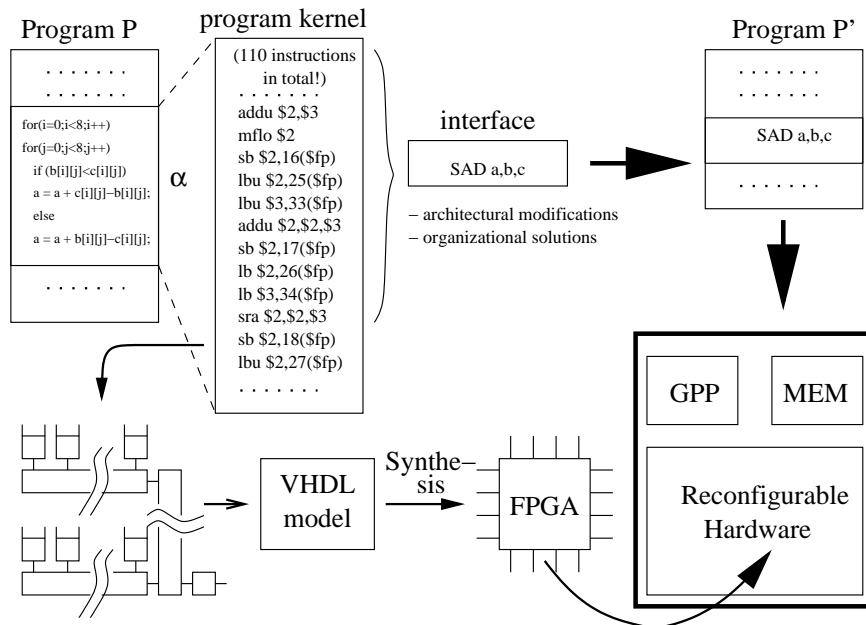 Program P
. . . . . . .
. . . . . . .
for(i=0;i<8;i++)
for(j=0;j<8;j++)
if (b[i][j]<c[i][j])
a = a + c[i][j]−b[i][j];
else
a = a + b[i][j]−c[i][j];
. . . . . . .
α
program kernel
(110 instructions
in total!)
. . . . . . .
addu $2,$3
mflo $2
sb $2,16($fp)
lbu $2,25($fp)
lbu $3,33($fp)
addu $2,$2,$3
sb $2,17($fp)
lb $2,26($fp)
lb $3,34($fp)
sra $2,$2,$3
sb $2,18($fp)
lbu $2,27($fp)
. . . . . . .
interface
SAD a,b,c
− architectural modifications
− organizational solutions
Program P’
. . . . . . .
. . . . . . .
SAD a,b,c
. . . . . . .
VHDL
model
Synthe−
sis
FPGA
GPP
MEM
Reconfigurable
Hardware